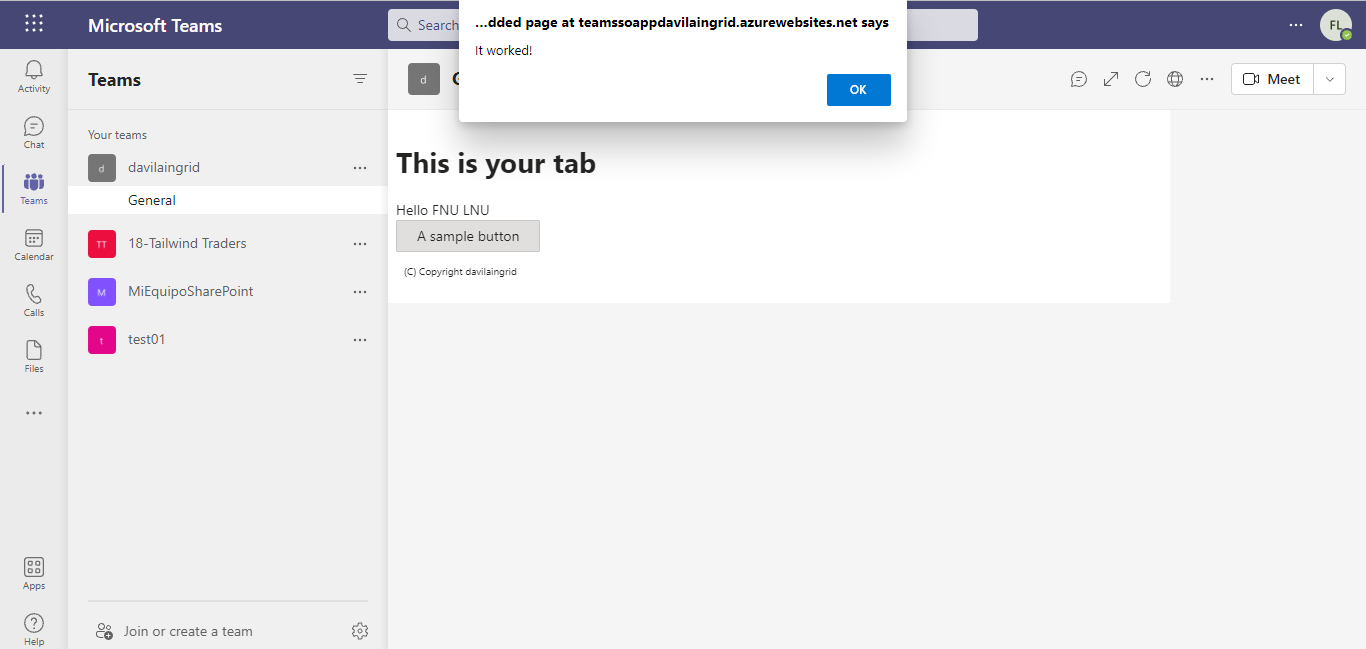 Microsoft Teams
Search
...dded page at teamssoappdavilaingrid.azurewebsites.net says
It worked!
OK
FL
Activity
Chat
Teams
Calendar
Calls
Files
Apps
Help
Teams
Your teams
d davilaingrid
General
TT 18-Tailwind Traders
M MiEquipoSharePoint
t test01
Join or create a team
d
Meet
This is your tab
Hello FNU LNU
A sample button
(C) Copyright davilaingrid